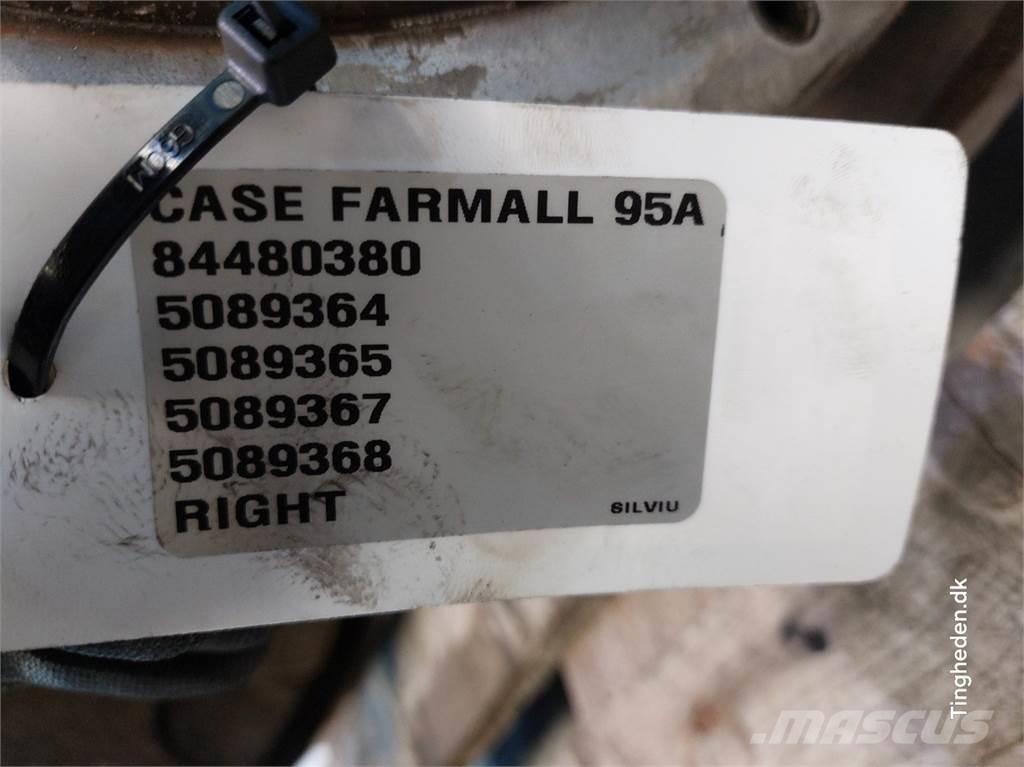 CASE FARMALL 95A
84480380
5089364
5089365
5089367
5089368
RIGHT
SILVIU
Tingheden.dk
MASCUS